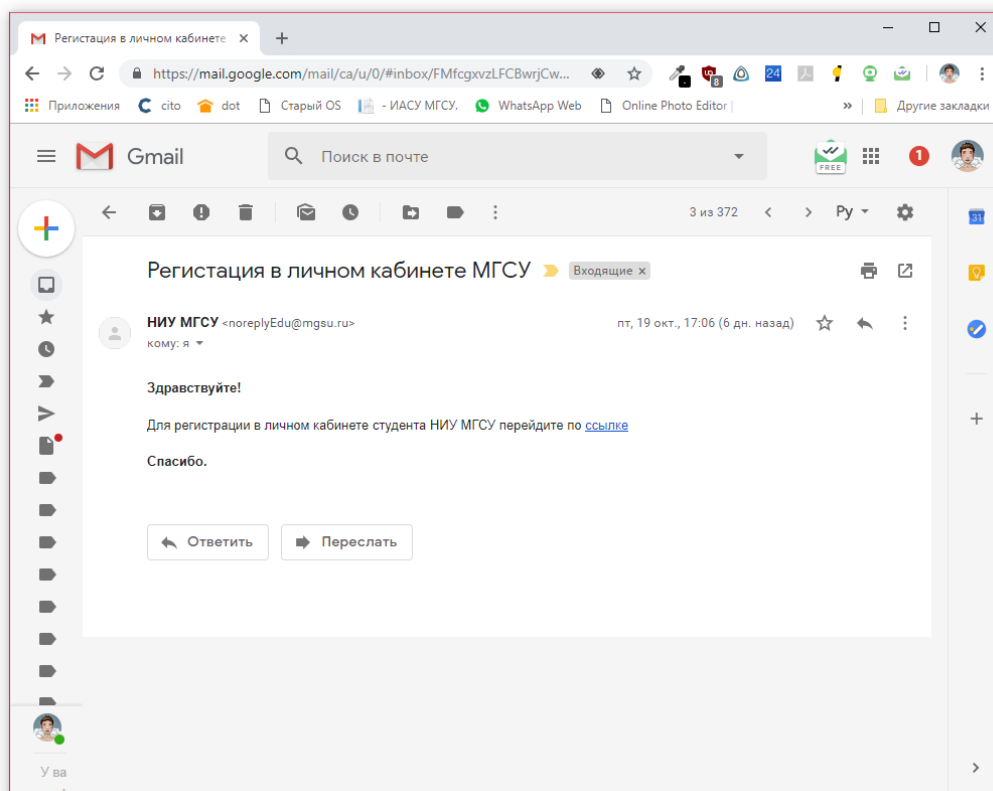 Регистация в личном кабинете
https://mail.google.com/mail/ca/u/0/#inbox/FMfcgxvzLFCBwrjCw...
8
24
Приложения
cito
dot
Старый OS
- ИАСУ МГСУ.
WhatsApp Web
Online Photo Editor |
»
Другие закладки
Gmail
Поиск в почте
FREE
1
3 из 372
Ру
31
Регистация в личном кабинете МГСУ
Входящие ×
НИУ МГСУ <noreplyEdu@mgsu.ru>
пт, 19 окт., 17:06 (6 дн. назад)
кому: я
Здравствуйте!
Для регистрации в личном кабинете студента НИУ МГСУ перейдите по ссылке
Спасибо.
Ответить
Переслать
У ва